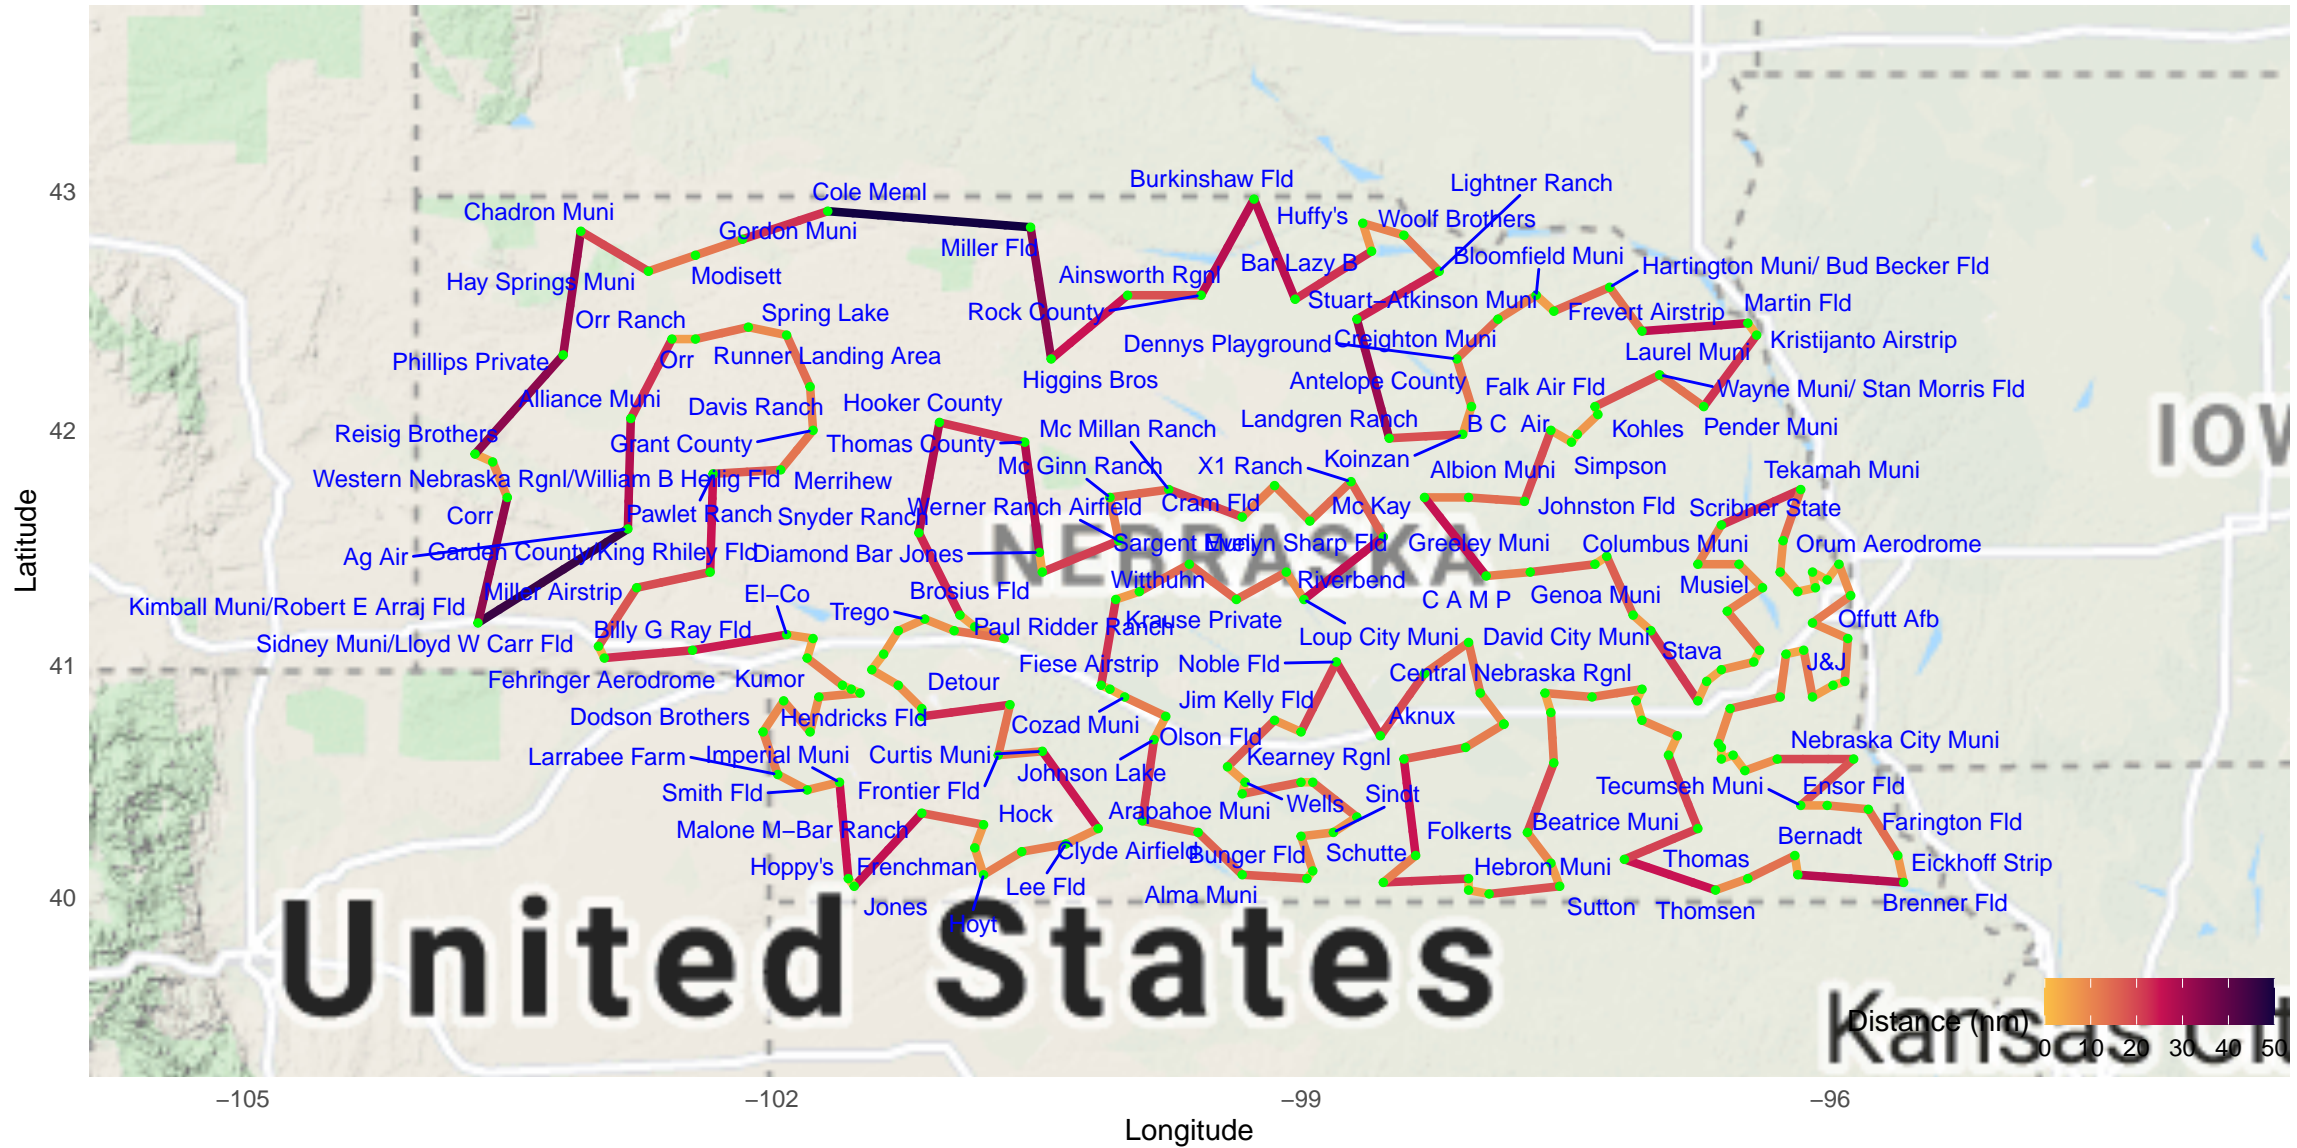 Burkinshaw Fld
Lightner Ranch
Cole Meml
Chadron Muni
Huffy's
Woolf Brothers
Gordon Muni
Miller Fld
Bloomfield Muni
Bar Lazy B
Hartington Muni/ Bud Becker Fld
Modisett
Ainsworth Rgnl
Hay Springs Muni
Stuart−Atkinson Muni
Martin Fld
Rock County
Frevert Airstrip
Spring Lake
Orr Ranch
Creighton Muni
Kristijanto Airstrip
Dennys Playground
Laurel Muni
Phillips Private
Orr
Runner Landing Area
Higgins Bros
Antelope County
Falk Air Fld
Wayne Muni/ Stan Morris Fld
Alliance Muni
Davis Ranch
Hooker County
Landgren Ranch
B C Air
Kohles
Pender Muni
Reisig Brothers
Grant County
Thomas County
Mc Millan Ranch
Koinzan
Mc Ginn Ranch
X1 Ranch
Albion Muni
Simpson
Tekamah Muni
Western Nebraska Rgnl/William B Heilig Fld
Merrihew
Cram Fld
Mc Kay
Johnston Fld
Scribner State
Corr
Pawlet Ranch
Snyder Ranch
Werner Ranch Airfield
Ag Air
Garden County/King Rhiley Fld
Diamond Bar Jones
Sargent Muni
Evelyn Sharp Fld
Greeley Muni
Columbus Muni
Orum Aerodrome
NEBRASKA
Miller Airstrip
El−Co
Brosius Fld
Witthuhn
Riverbend
Musiel
Kimball Muni/Robert E Arraj Fld
Trego
C A M P
Genoa Muni
Billy G Ray Fld
Paul Ridder Ranch
Krause Private
Offutt Afb
Sidney Muni/Lloyd W Carr Fld
Loup City Muni
David City Muni
Stava
Fiese Airstrip
Noble Fld
Central Nebraska Rgnl
J&J
Fehringer Aerodrome
Kumor
Detour
Jim Kelly Fld
Dodson Brothers
Hendricks Fld
Cozad Muni
Aknux
Olson Fld
Larrabee Farm
Imperial Muni
Curtis Muni
Kearney Rgnl
Nebraska City Muni
Johnson Lake
Smith Fld
Frontier Fld
Tecumseh Muni
Ensor Fld
Hock
Arapahoe Muni
Wells
Sindt
Malone M−Bar Ranch
Folkerts
Beatrice Muni
Bernadt
Farington Fld
Hoppy's
Frenchman
Clyde Airfield
Bunger Fld
Schutte
Hebron Muni
Thomas
Eickhoff Strip
Lee Fld
Alma Muni
Jones
Hoyt
Sutton
Thomsen
Brenner Fld
United States
Distance (nm)
0 10 20 30 40 50
43
42
41
40
Latitude
−105 −102 −99 −96
Longitude